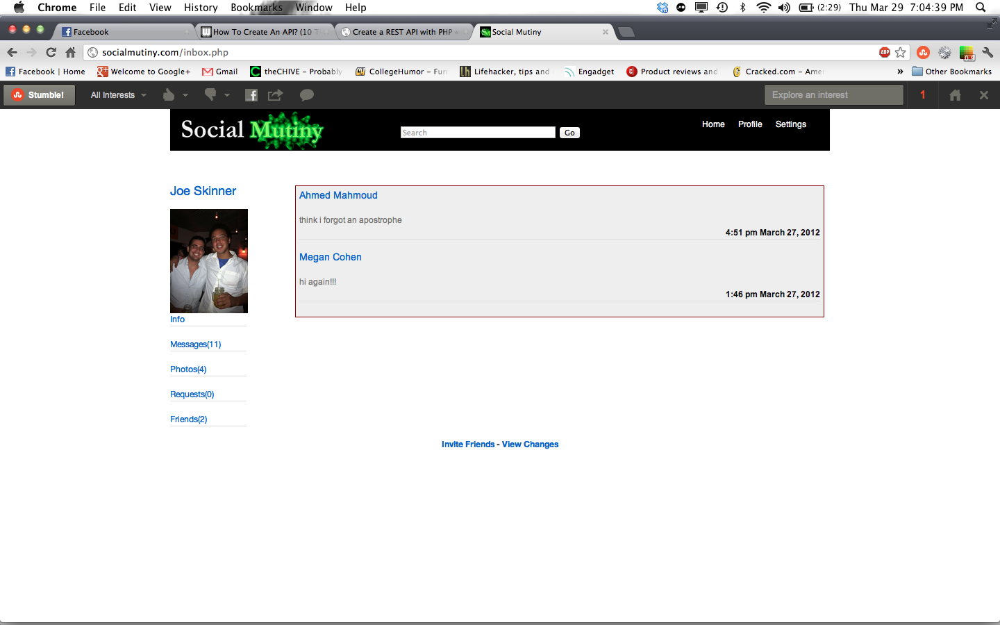 Chrome File Edit View History Bookmarks Window Help (2:29) Thu Mar 29 7:04:39 PM
Facebook How To Create An API? (10 T Create a REST API with PHP Social Mutiny
socialmutiny.com/inbox.php ABP 0.9
Facebook | Home Welcome to Google+ Gmail theCHIVE – Probably CollegeHumor – Fun Lifehacker, tips and Engadget Product reviews and Cracked.com – Amer » Other Bookmarks
Stumble! All Interests Explore an interest 1
Social Mutiny
Search Go
Home Profile Settings
Joe Skinner
Info
Messages(11)
Photos(4)
Requests(0)
Friends(2)
Ahmed Mahmoud
think i forgot an apostrophe
4:51 pm March 27, 2012
Megan Cohen
hi again!!!
1:46 pm March 27, 2012
Invite Friends - View Changes